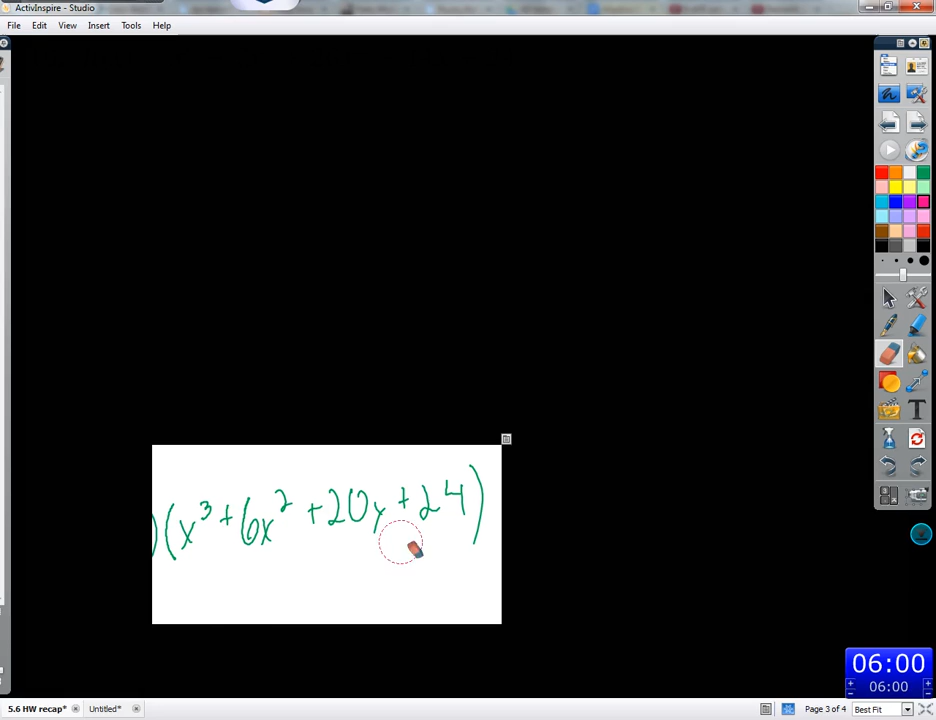 ActivInspire - Studio
File Edit View Insert Tools Help
)(x³+6x²+20x+24)
06:00
06:00
5.6 HW recap* Untitled* Page 3 of 4 Best Fit